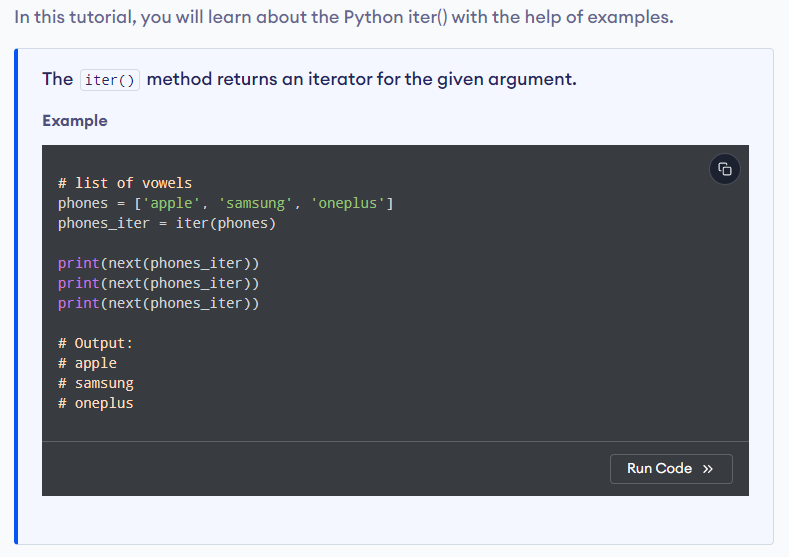 In this tutorial, you will learn about the Python iter() with the help of examples.
The iter() method returns an iterator for the given argument.
Example
# list of vowels
phones = ['apple', 'samsung', 'oneplus']
phones_iter = iter(phones)
print(next(phones_iter))
print(next(phones_iter))
print(next(phones_iter))
# Output:
# apple
# samsung
# oneplus
Run Code »